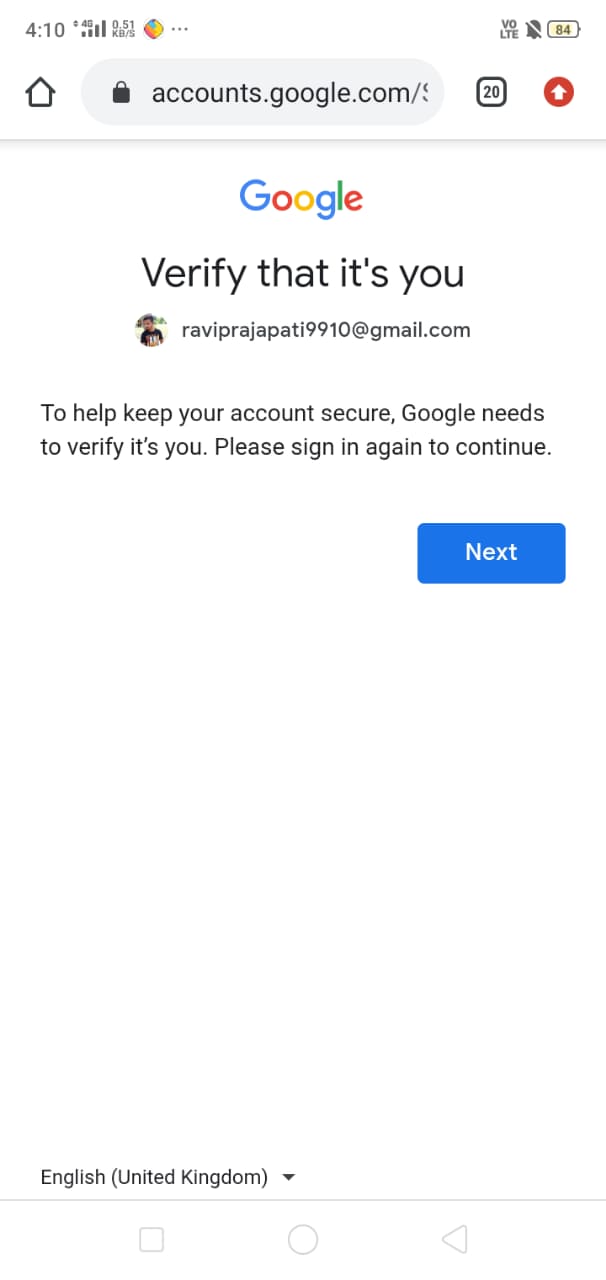 4:10 4G 0.51 KB/S ... VO LTE 84
accounts.google.com/ 20
Google
Verify that it's you
raviprajapati9910@gmail.com
To help keep your account secure, Google needs
to verify it’s you. Please sign in again to continue.
Next
English (United Kingdom)